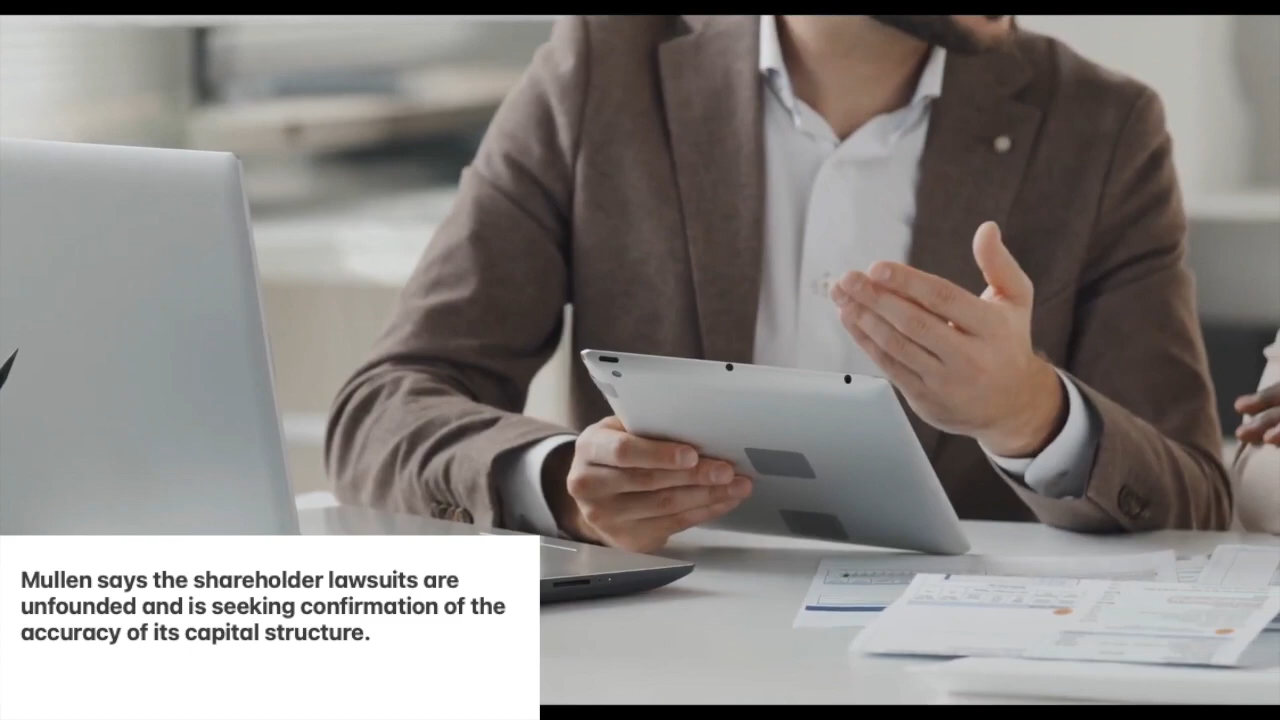 Mullen says the shareholder lawsuits are
unfounded and is seeking confirmation of the
accuracy of its capital structure.